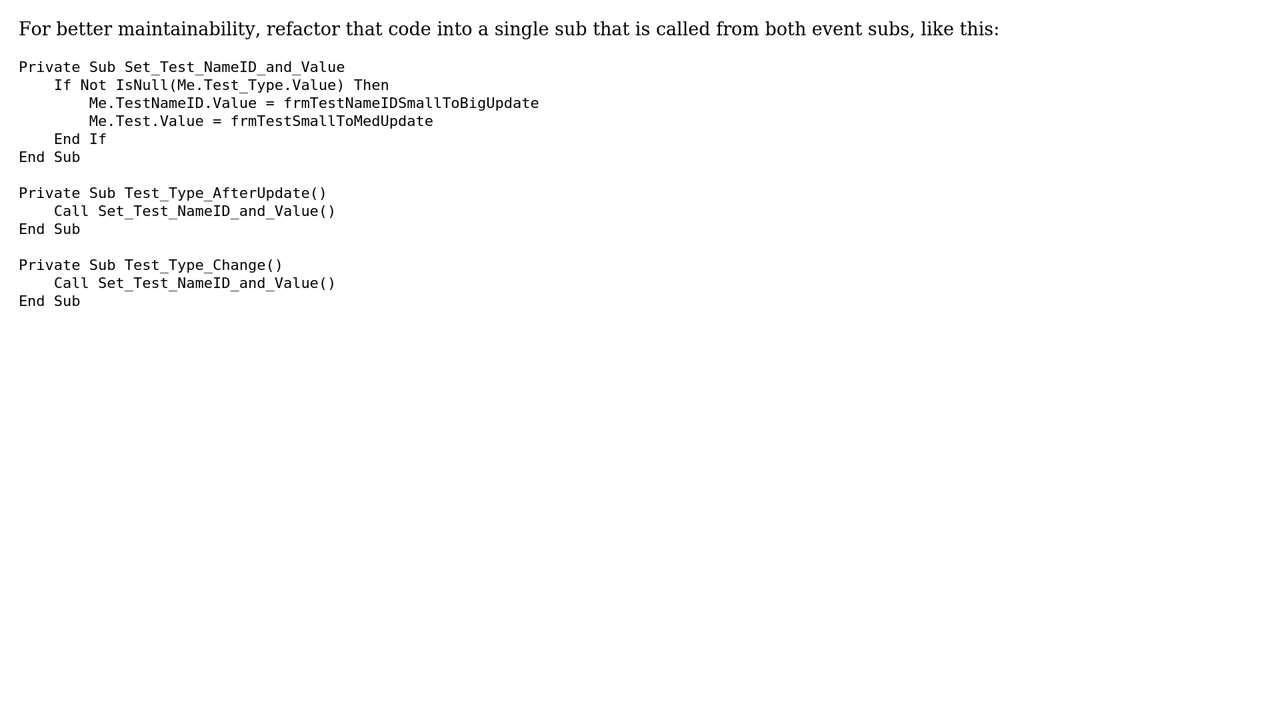 For better maintainability, refactor that code into a single sub that is called from both event subs, like this:
Private Sub Set_Test_NameID_and_Value
    If Not IsNull(Me.Test_Type.Value) Then
        Me.TestNameID.Value = frmTestNameIDSmallToBigUpdate
        Me.Test.Value = frmTestSmallToMedUpdate
    End If
End Sub

Private Sub Test_Type_AfterUpdate()
    Call Set_Test_NameID_and_Value()
End Sub

Private Sub Test_Type_Change()
    Call Set_Test_NameID_and_Value()
End Sub